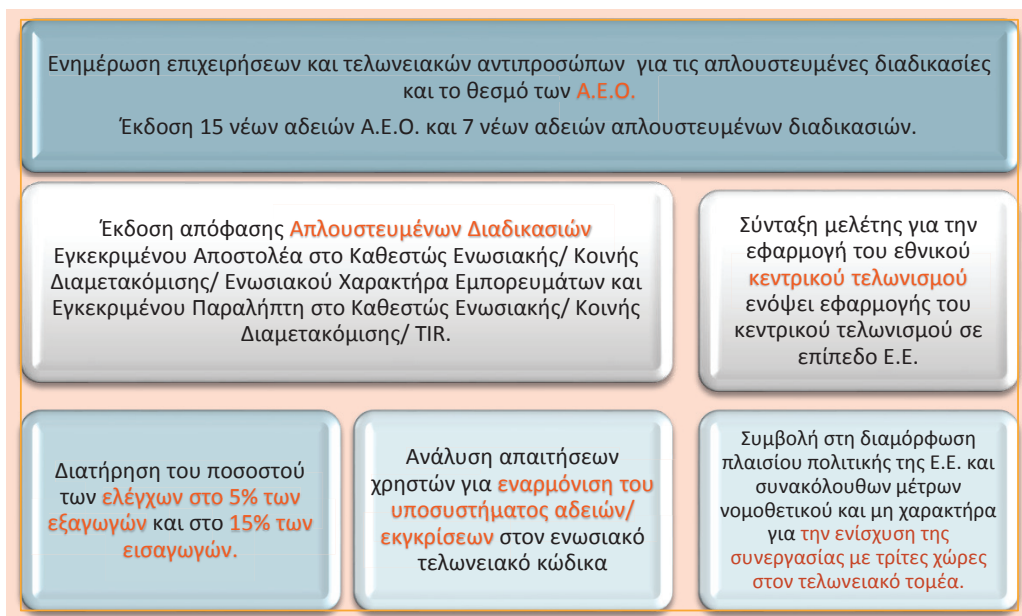 Ενημέρωση επιχειρήσεων και τελωνειακών αντιπροσώπων για τις απλουστευμένες διαδικασίες
και το θεσμό των Α.Ε.Ο.
Έκδοση 15 νέων αδειών Α.Ε.Ο. και 7 νέων αδειών απλουστευμένων διαδικασιών.
Έκδοση απόφασης Απλουστευμένων Διαδικασιών
Εγκεκριμένου Αποστολέα στο Καθεστώς Ενωσιακής/ Κοινής
Διαμετακόμισης/ Ενωσιακού Χαρακτήρα Εμπορευμάτων και
Εγκεκριμένου Παραλήπτη στο Καθεστώς Ενωσιακής/ Κοινής
Διαμετακόμισης/ TIR.
Σύνταξη μελέτης για την
εφαρμογή του εθνικού
κεντρικού τελωνισμού
ενόψει εφαρμογής του
κεντρικού τελωνισμού σε
επίπεδο Ε.Ε.
Διατήρηση του ποσοστού
των ελέγχων στο 5% των
εξαγωγών και στο 15% των
εισαγωγών.
Ανάλυση απαιτήσεων
χρηστών για εναρμόνιση του
υποσυστήματος αδειών/
εκγκρίσεων στον ενωσιακό
τελωνειακό κώδικα
Συμβολή στη διαμόρφωση
πλαισίου πολιτικής της Ε.Ε. και
συνακόλουθων μέτρων
νομοθετικού και μη χαρακτήρα
για την ενίσχυση της
συνεργασίας με τρίτες χώρες
στον τελωνειακό τομέα.